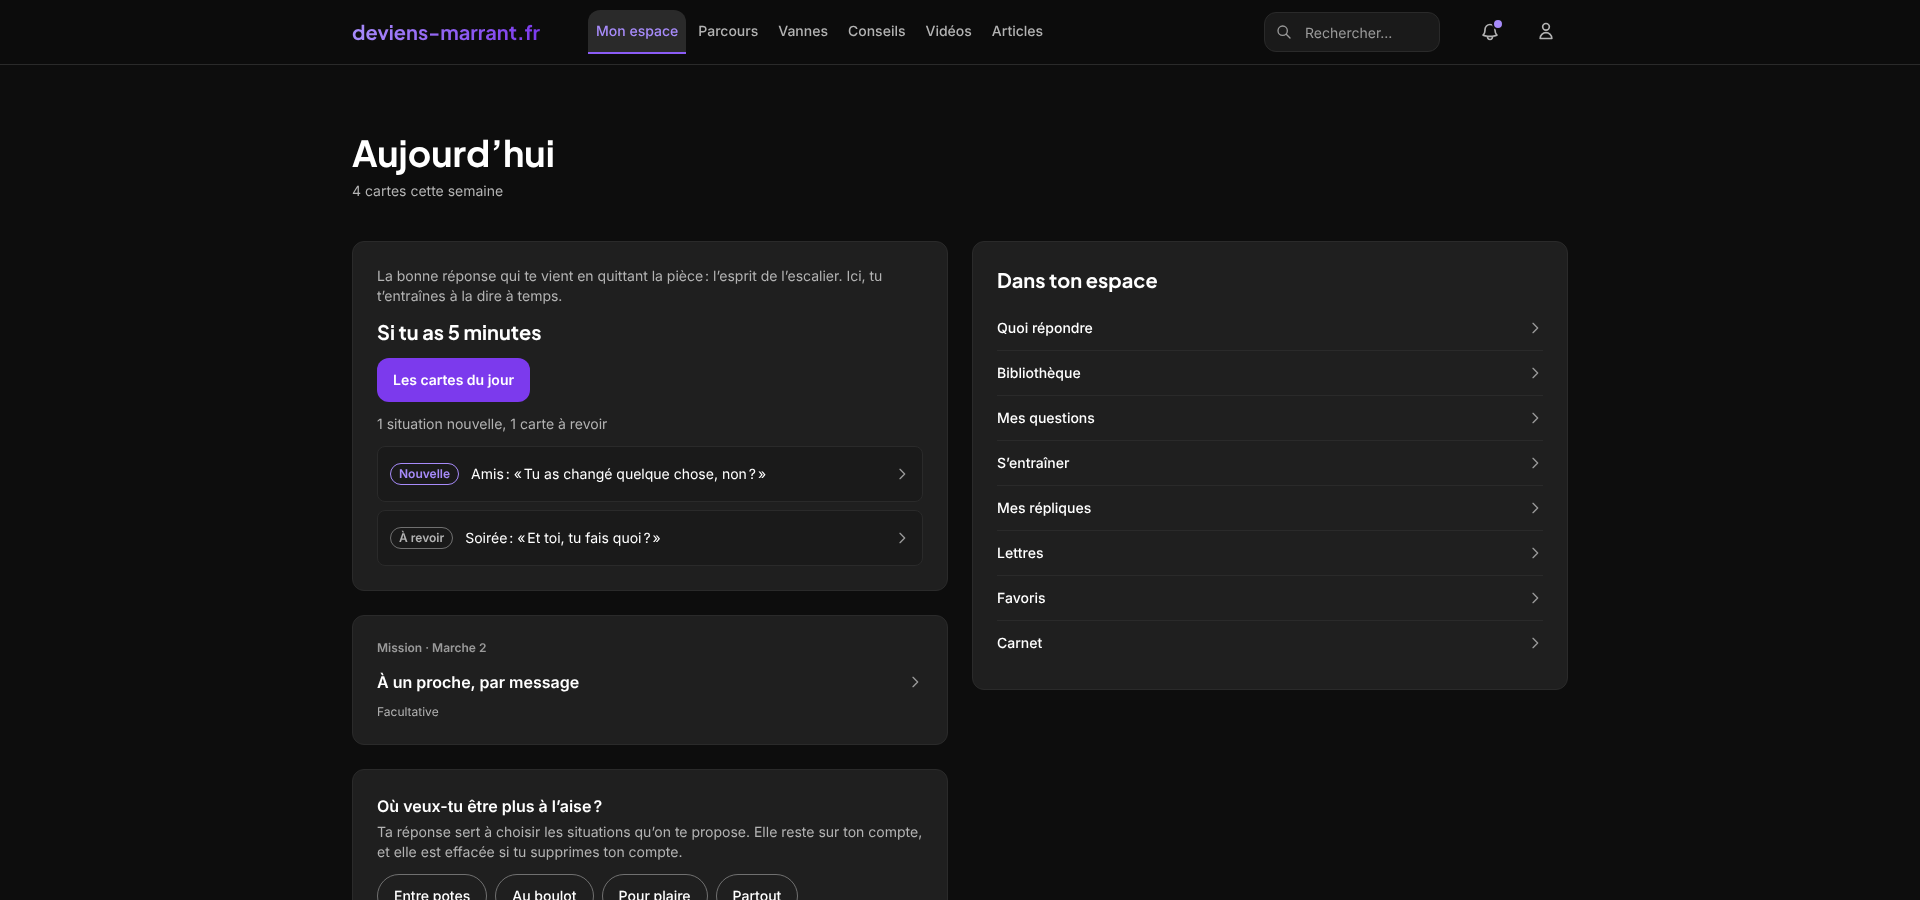 deviens-marrant.fr
Mon espace
Parcours
Vannes
Conseils
Vidéos
Articles
Rechercher...
Aujourd’hui
4 cartes cette semaine
La bonne réponse qui te vient en quittant la pièce : l’esprit de l’escalier. Ici, tu
t’entraînes à la dire à temps.
Si tu as 5 minutes
Les cartes du jour
1 situation nouvelle, 1 carte à revoir
Nouvelle
Amis : « Tu as changé quelque chose, non ? »
À revoir
Soirée : « Et toi, tu fais quoi ? »
Mission · Marche 2
À un proche, par message
Facultative
Où veux-tu être plus à l’aise ?
Ta réponse sert à choisir les situations qu’on te propose. Elle reste sur ton compte,
et elle est effacée si tu supprimes ton compte.
Entre potes
Au boulot
Pour plaire
Partout
Dans ton espace
Quoi répondre
Bibliothèque
Mes questions
S’entraîner
Mes répliques
Lettres
Favoris
Carnet